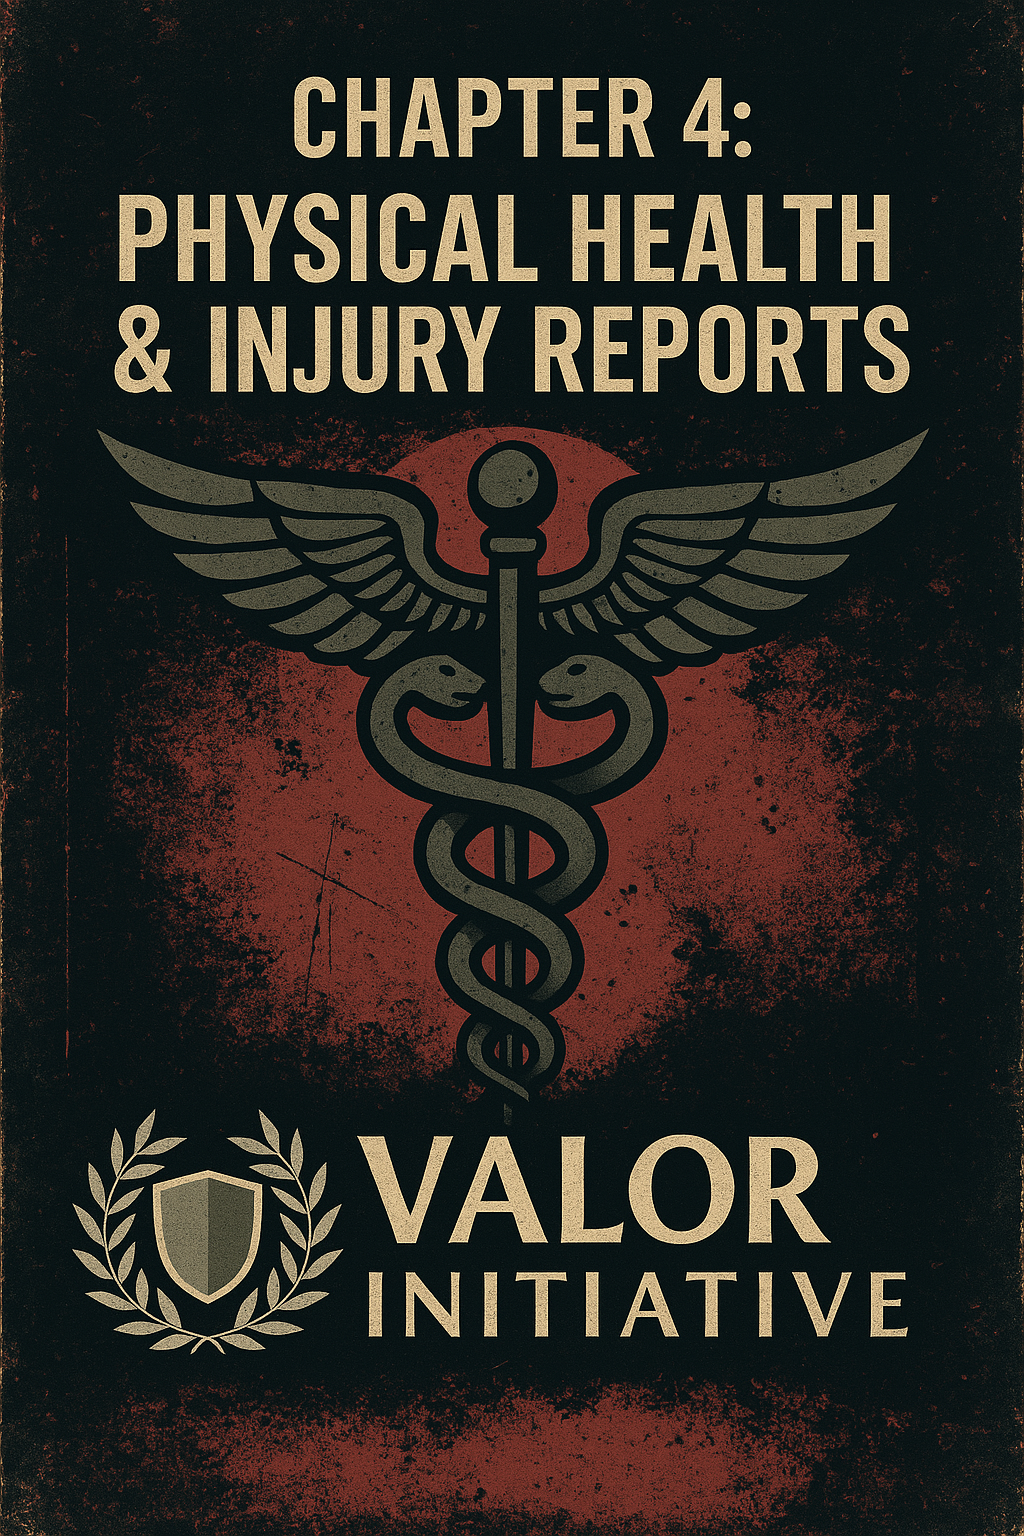 CHAPTER 4:
PHYSICAL HEALTH
& INJURY REPORTS
VALOR
INITIATIVE